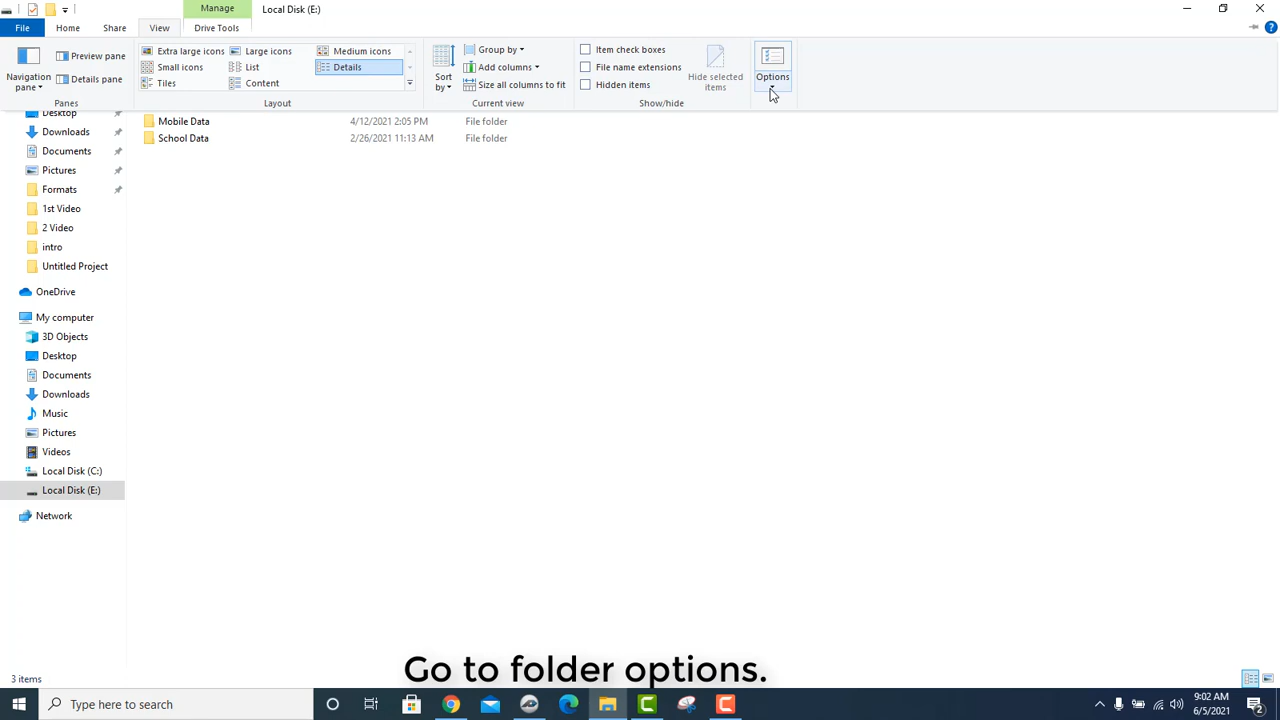 Manage
Local Disk (E:)
File
Home
Share
View
Drive Tools
Navigation pane
Preview pane
Details pane
Panes
Extra large icons
Large icons
Medium icons
Small icons
List
Details
Tiles
Content
Layout
Sort by
Group by
Add columns
Size all columns to fit
Current view
Item check boxes
File name extensions
Hidden items
Hide selected items
Show/hide
Options
Desktop
Downloads
Documents
Pictures
Formats
1st Video
2 Video
intro
Untitled Project
OneDrive
My computer
3D Objects
Desktop
Documents
Downloads
Music
Pictures
Videos
Local Disk (C:)
Local Disk (E:)
Network
Mobile Data 4/12/2021 2:05 PM File folder
School Data 2/26/2021 11:13 AM File folder
Go to folder options.
3 items
Type here to search
9:02 AM
6/5/2021
2